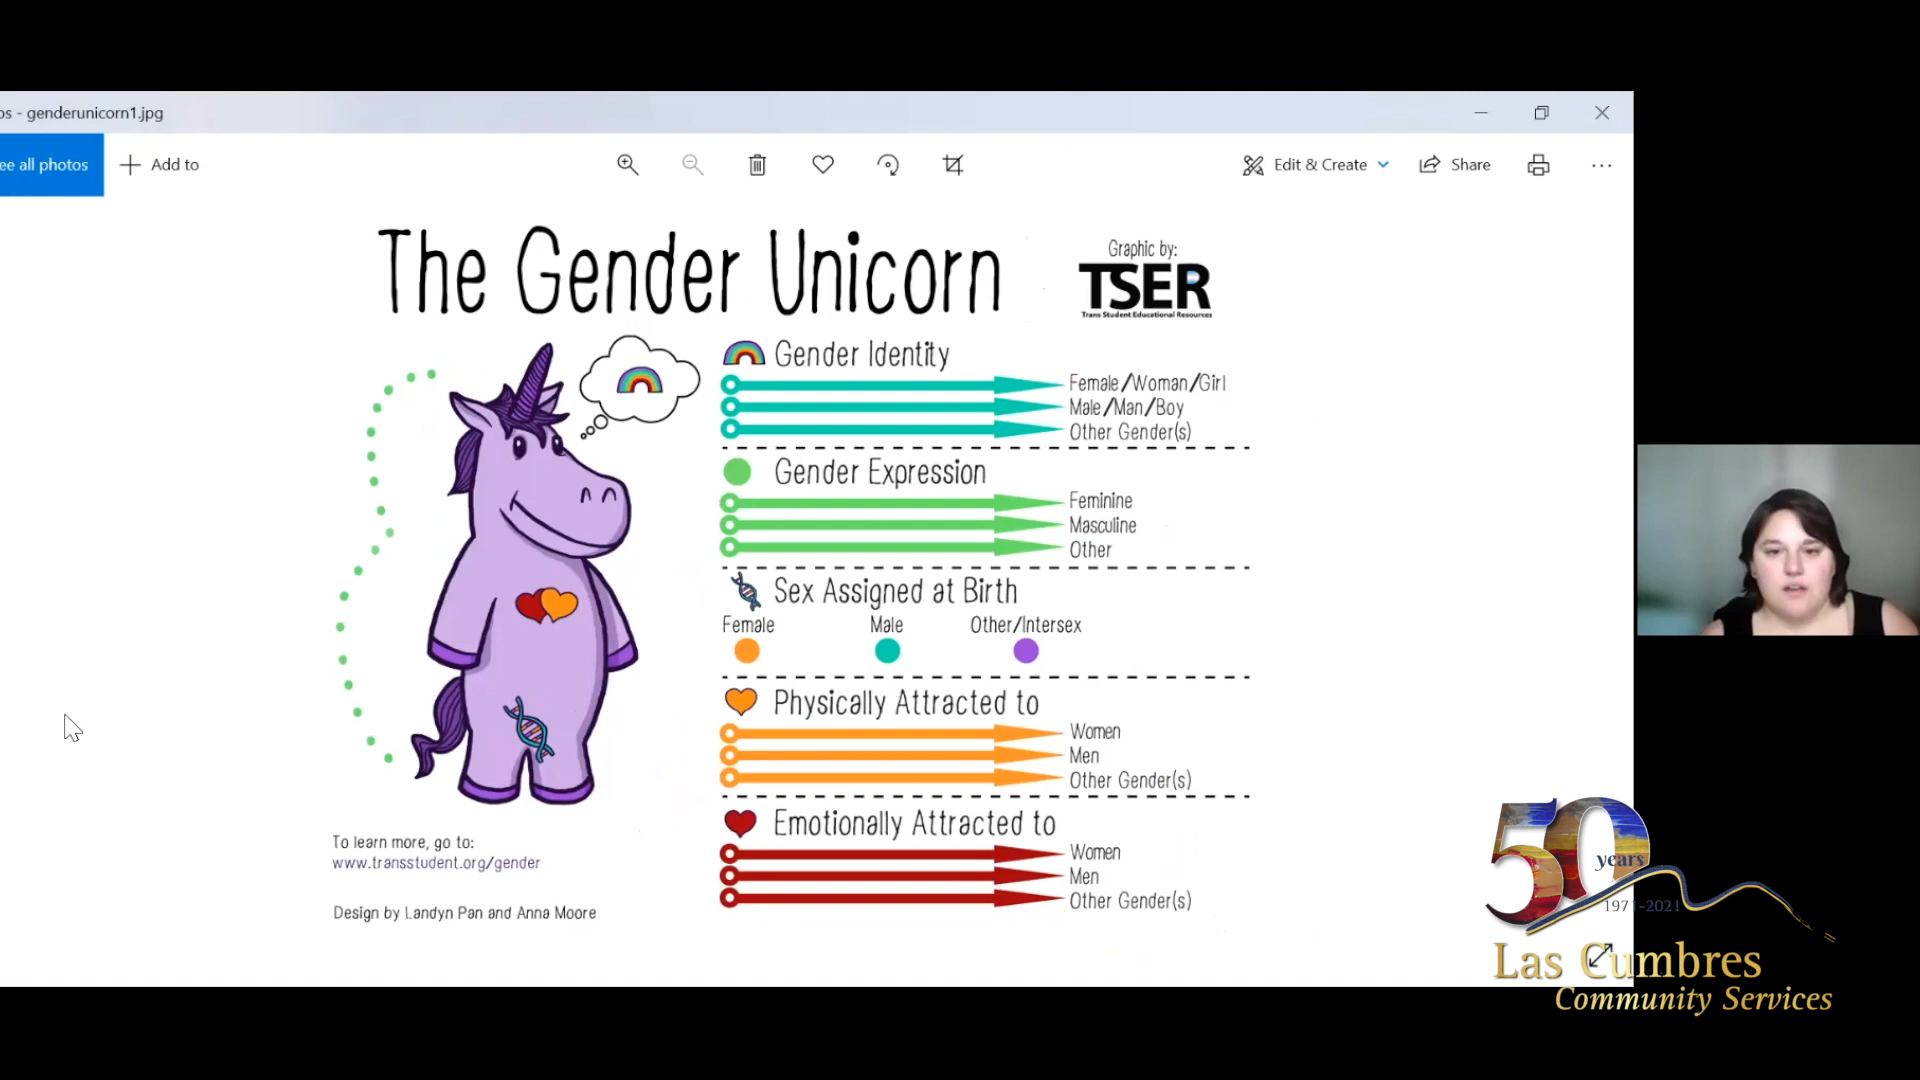 os - genderunicorn1.jpg
ee all photos
Add to
Edit & Create
Share
The Gender Unicorn
Graphic by:
TSER
Trans Student Educational Resources
Gender Identity
Female/Woman/Girl
Male/Man/Boy
Other Gender(s)
Gender Expression
Feminine
Masculine
Other
Sex Assigned at Birth
Female Male Other/Intersex
Physically Attracted to
Women
Men
Other Gender(s)
Emotionally Attracted to
Women
Men
Other Gender(s)
To learn more, go to:
www.transstudent.org/gender
Design by Landyn Pan and Anna Moore
50
years
1971-2021
Las Cumbres
Community Services